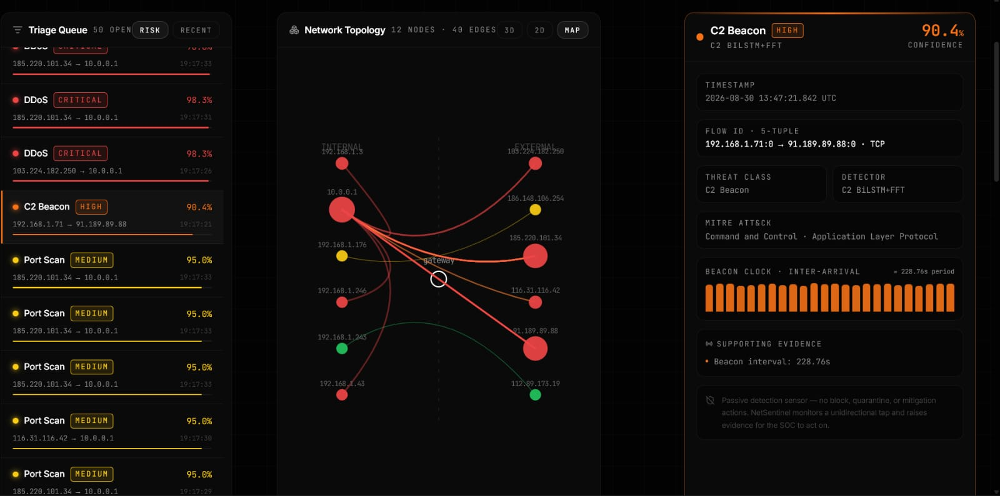 Triage Queue 50 OPEN RISK RECENT
DDoS CRITICAL 98.8%
185.220.101.34 → 10.0.0.1 19:17:33
DDoS CRITICAL 98.3%
185.220.101.34 → 10.0.0.1 19:17:31
DDoS CRITICAL 98.3%
103.224.182.250 → 10.0.0.1 19:17:26
C2 Beacon HIGH 90.4%
192.168.1.71 → 91.189.89.88 19:17:21
Port Scan MEDIUM 95.0%
185.220.101.34 → 10.0.0.1 19:17:33
Port Scan MEDIUM 95.0%
185.220.101.34 → 10.0.0.1 19:17:33
Port Scan MEDIUM 95.0%
185.220.101.34 → 10.0.0.1 19:17:33
Port Scan MEDIUM 95.0%
116.31.116.42 → 10.0.0.1 19:17:30
Port Scan MEDIUM 95.0%
185.220.101.34 → 10.0.0.1 19:17:29
Network Topology 12 NODES · 40 EDGES 3D 2D MAP
INTERNAL
192.168.1.3
10.0.0.1
192.168.1.176
192.168.1.246
192.168.1.243
192.168.1.43
gateway
EXTERNAL
103.224.182.250
186.148.106.254
185.220.101.34
116.31.116.42
91.189.89.88
112.89.173.19
C2 Beacon HIGH 90.4%
C2 BILSTM+FFT CONFIDENCE
TIMESTAMP
2026-08-30 13:47:21.842 UTC
FLOW ID · 5-TUPLE
192.168.1.71:0 → 91.189.89.88:0 · TCP
THREAT CLASS
C2 Beacon
DETECTOR
C2 BiLSTM+FFT
MITRE ATT&CK
Command and Control · Application Layer Protocol
BEACON CLOCK · INTER-ARRIVAL ≈ 228.76s period
SUPPORTING EVIDENCE
• Beacon interval: 228.76s
Passive detection sensor — no block, quarantine, or mitigation
actions. NetSentinel monitors a unidirectional tap and raises
evidence for the SOC to act on.